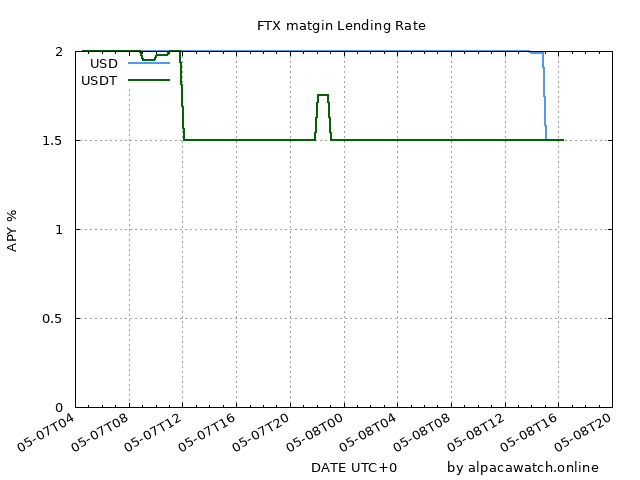 FTX matgin Lending Rate
2
USD
USDT
1.5
1
0.5
0
APY %
05-07T04
05-07T08
05-07T12
05-07T16
05-07T20
05-08T00
05-08T04
05-08T08
05-08T12
05-08T16
05-08T20
DATE UTC+0
by alpacawatch.online